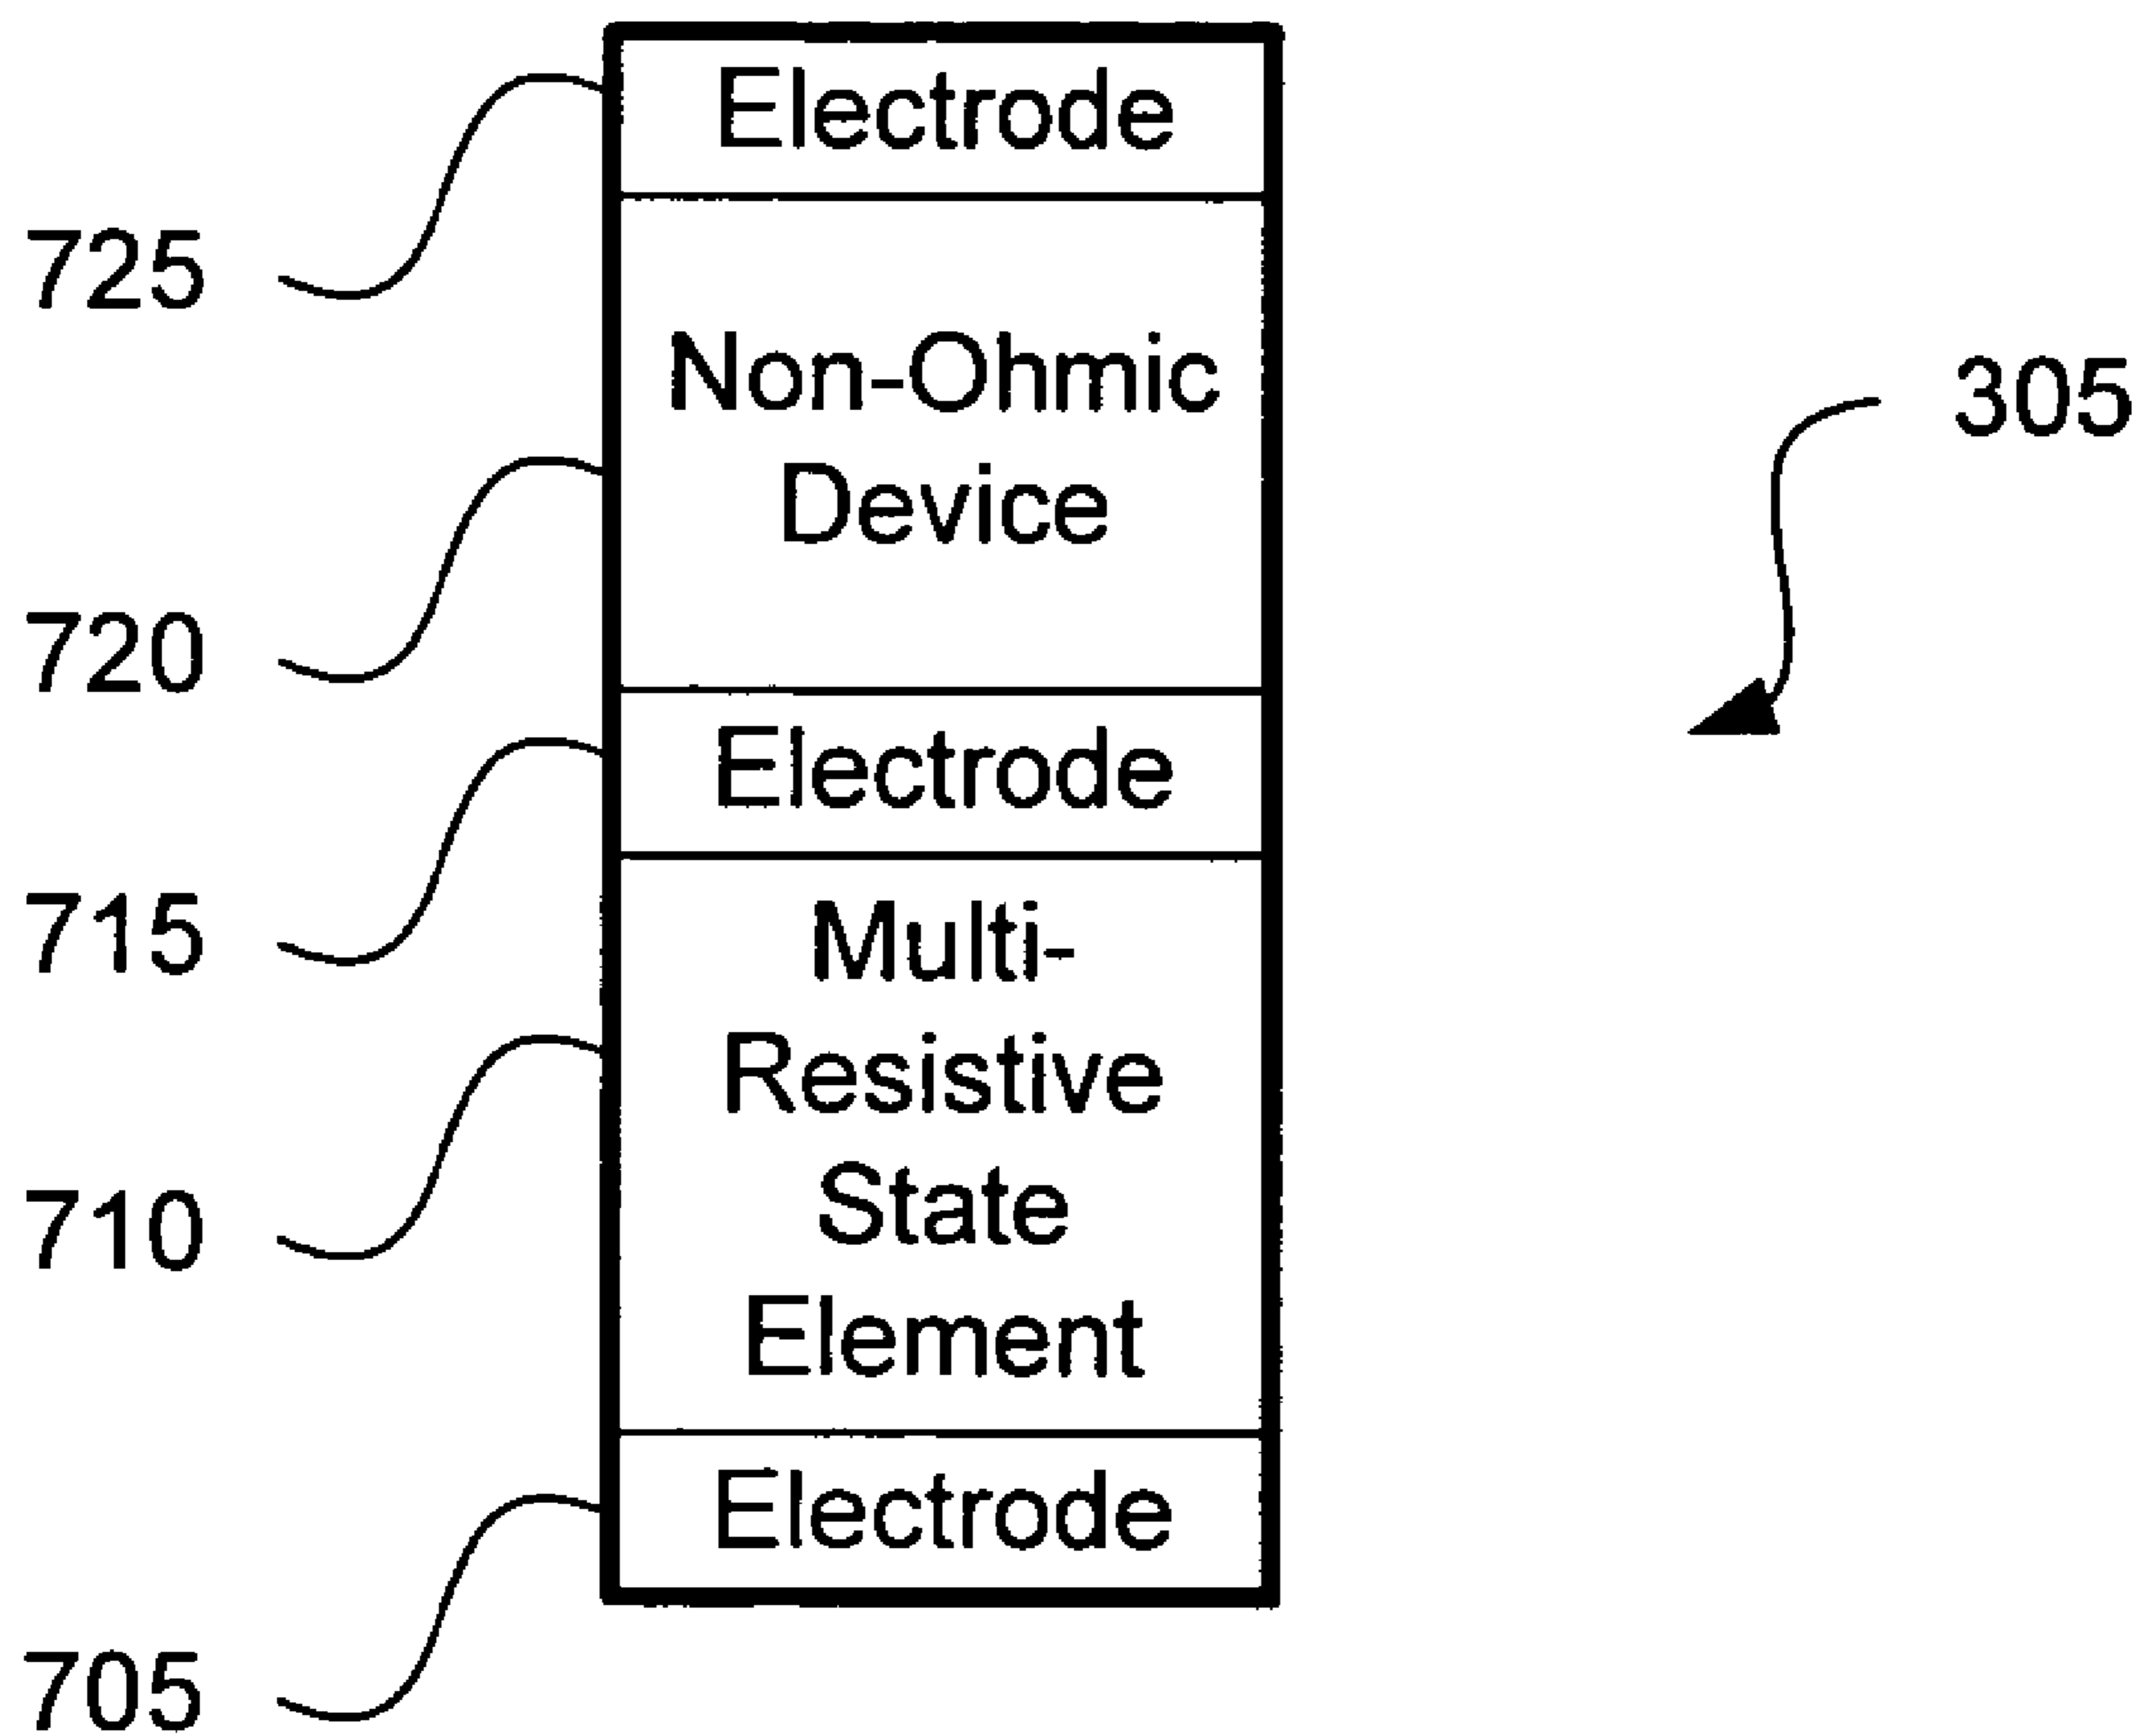 Electrode
725
Non-Ohmic
305
Device
720
Electrode
715
Multi-
Resistive
710
State
Element
Electrode
705